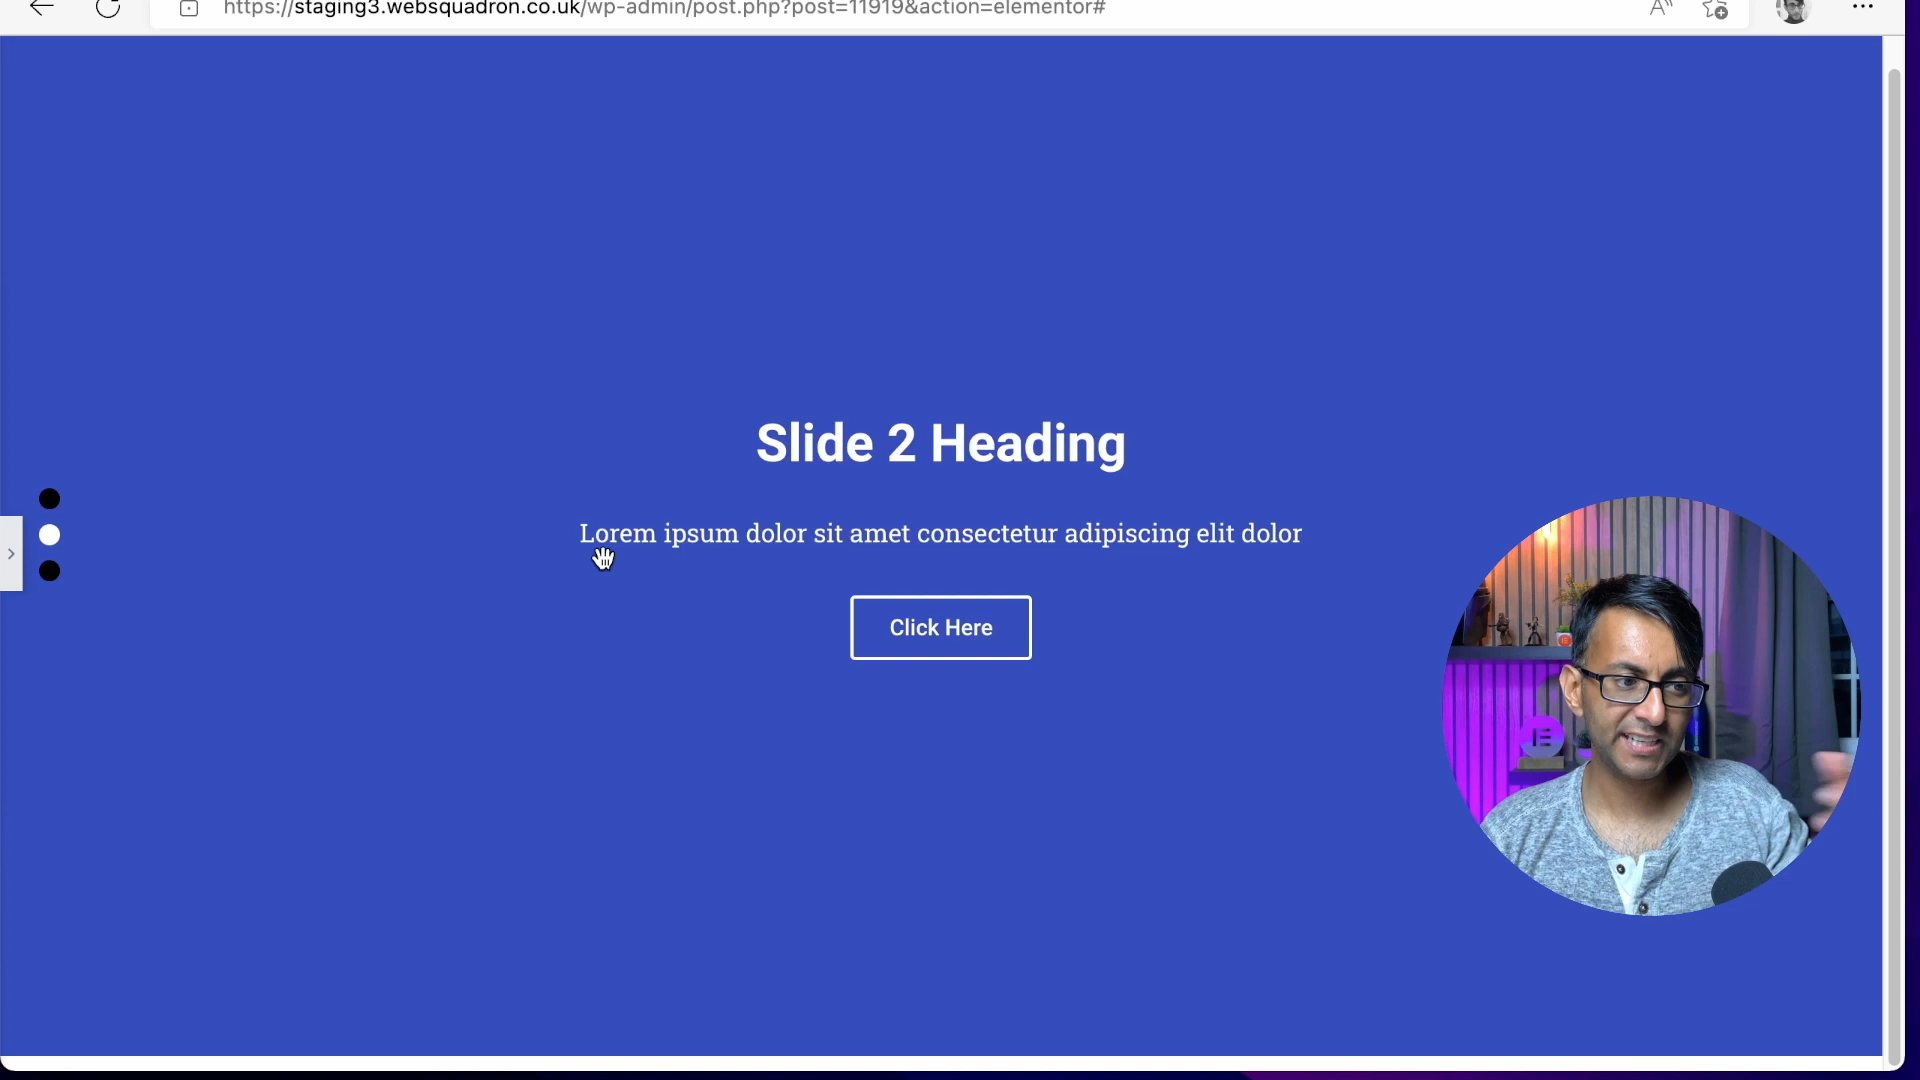 https://staging3.websquadron.co.uk/wp-admin/post.php?post=11919&action=elementor#
Slide 2 Heading
Lorem ipsum dolor sit amet consectetur adipiscing elit dolor
Click Here